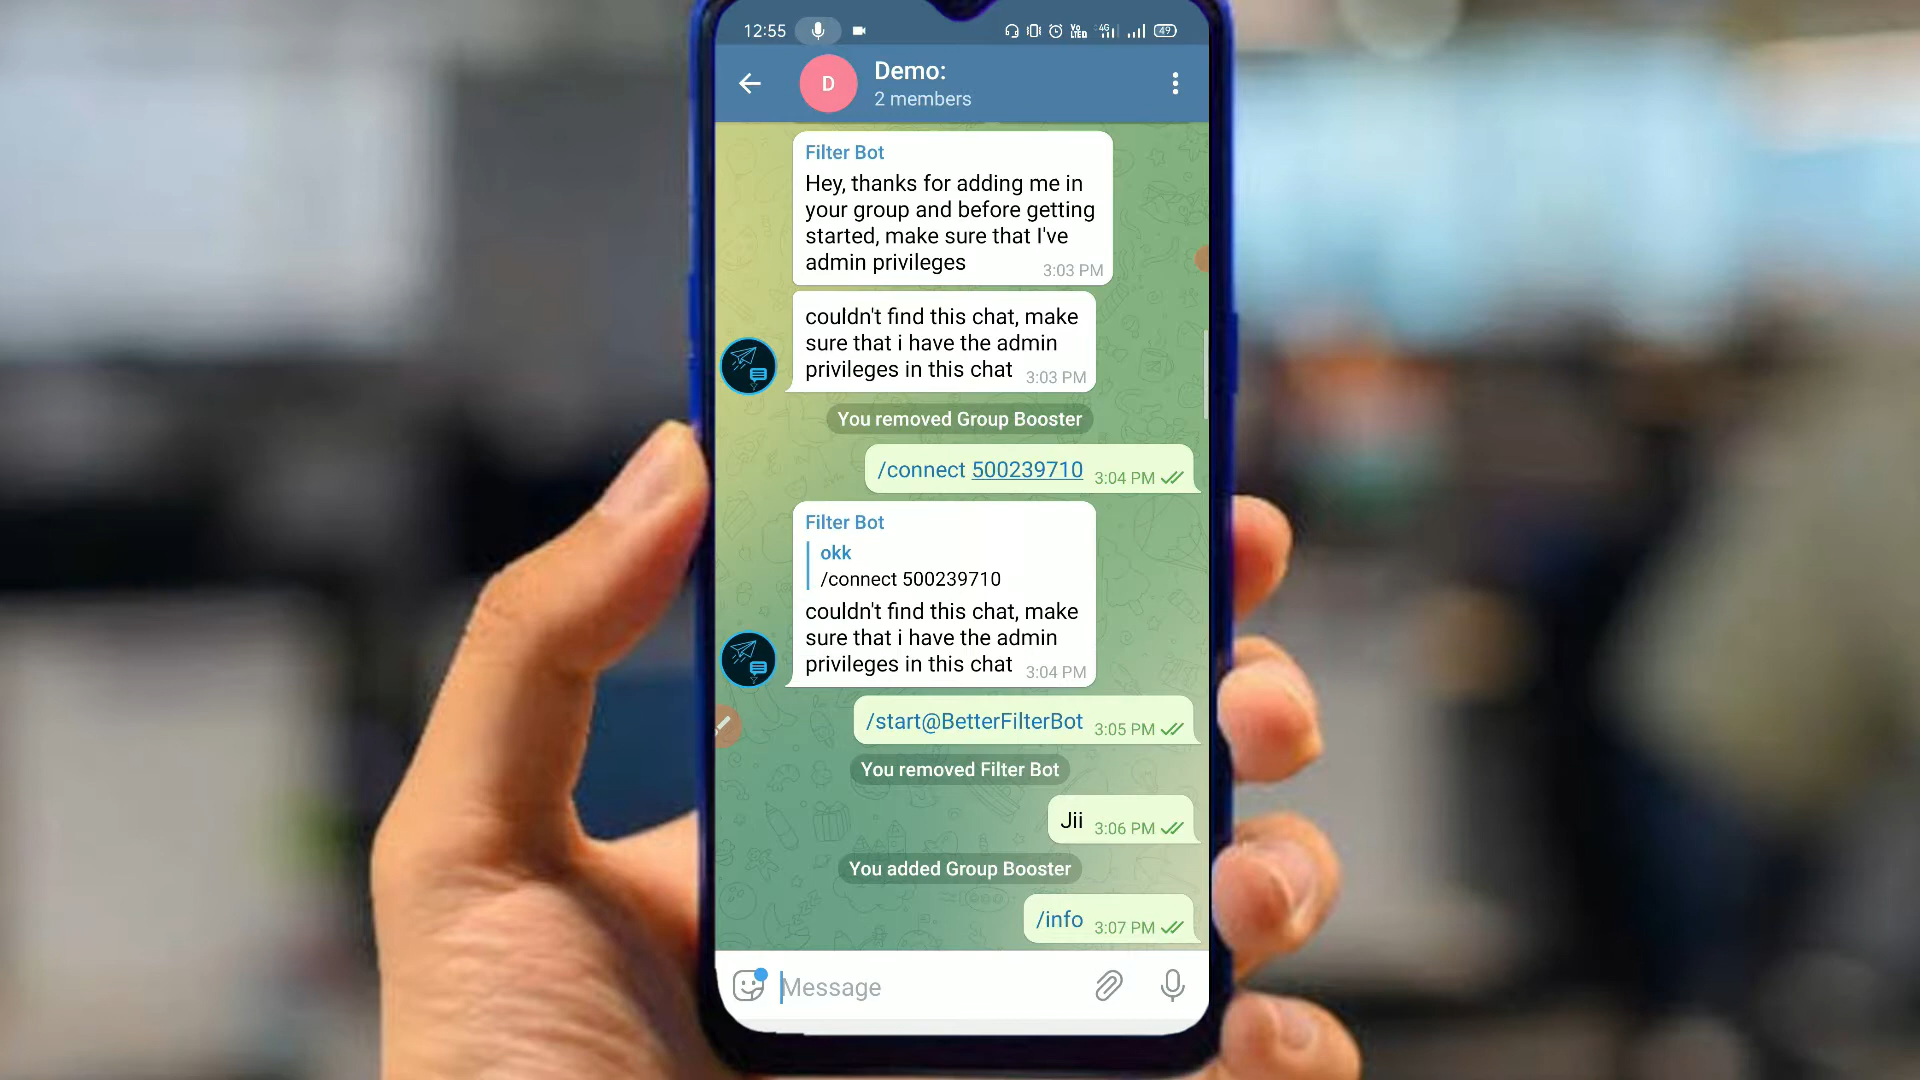 12:55
Vo LTED
4G
49
D
Demo:
2 members
Filter Bot
Hey, thanks for adding me in
your group and before getting
started, make sure that I've
admin privileges
3:03 PM
couldn't find this chat, make
sure that i have the admin
privileges in this chat
3:03 PM
You removed Group Booster
/connect 500239710
3:04 PM
Filter Bot
okk
/connect 500239710
couldn't find this chat, make
sure that i have the admin
privileges in this chat
3:04 PM
/start@BetterFilterBot
3:05 PM
You removed Filter Bot
Jii
3:06 PM
You added Group Booster
/info
3:07 PM
Message